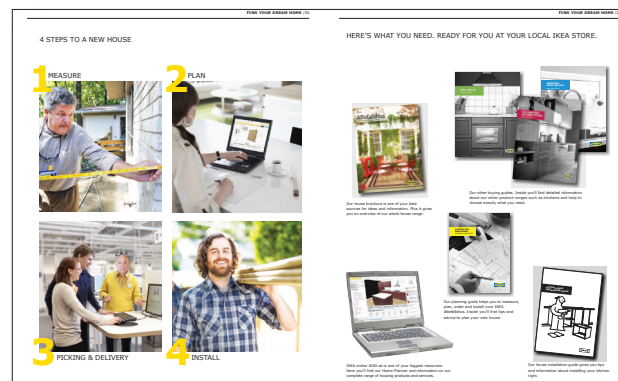 FIND YOUR DREAM HOME
4 STEPS TO A NEW HOUSE
1 MEASURE
2 PLAN
3 PICKING & DELIVERY
4 INSTALL
FIND YOUR DREAM HOME
HERE'S WHAT YOU NEED. READY FOR YOU AT YOUR LOCAL IKEA STORE.
Our house brochure is one of your best
sources for ideas and information. Plus it gives
you an overview of our whole house range.
Our other buying guides. Inside you'll find detailed information
about our other product ranges such as kitchens and help to
choose exactly what you need.
Our planning guide helps you to measure,
plan, order and install your IKEA
Inside you'll find tips and
advice to plan your new house
IKEA online IKEA.at is one of your biggest resources.
Here you'll find our Home Planner and information on our
complete range of housing products and services.
Our house installation guide gives you tips
and information about installing your kitchen
right.